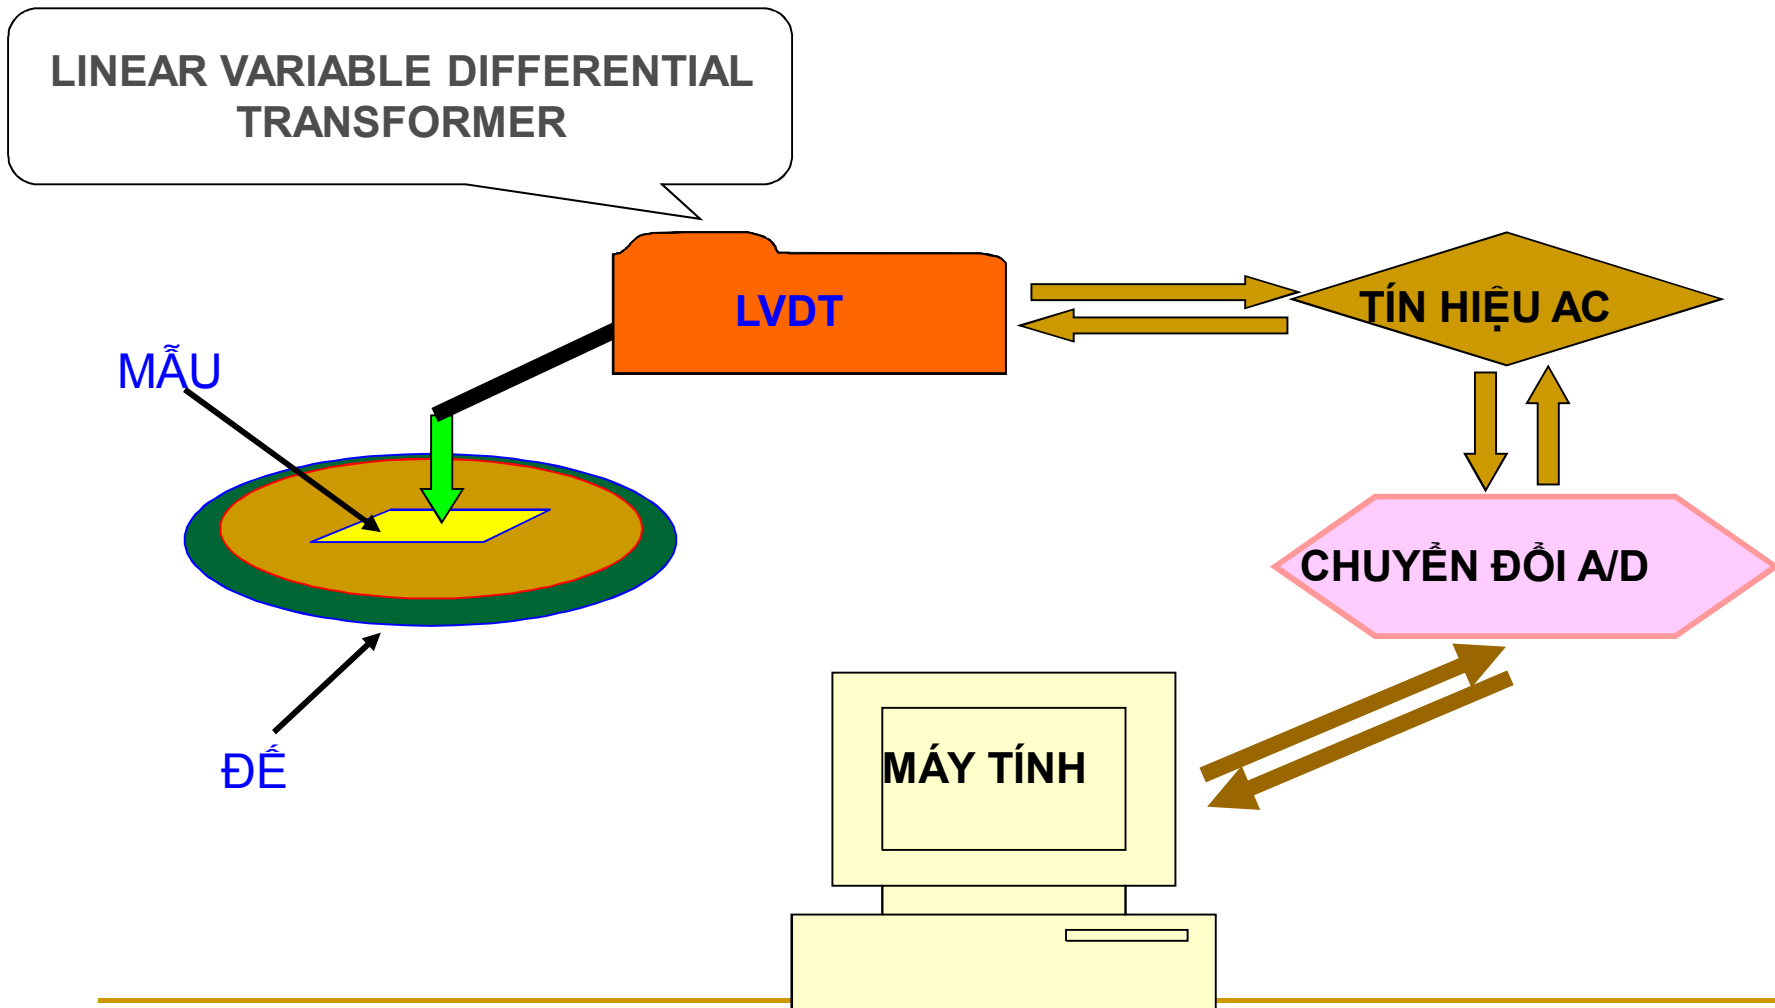 LINEAR VARIABLE DIFFERENTIAL
TRANSFORMER
LVDT
TÍN HIỆU AC
MẪU
CHUYỂN ĐỔI A/D
MÁY TÍNH
ĐẾ